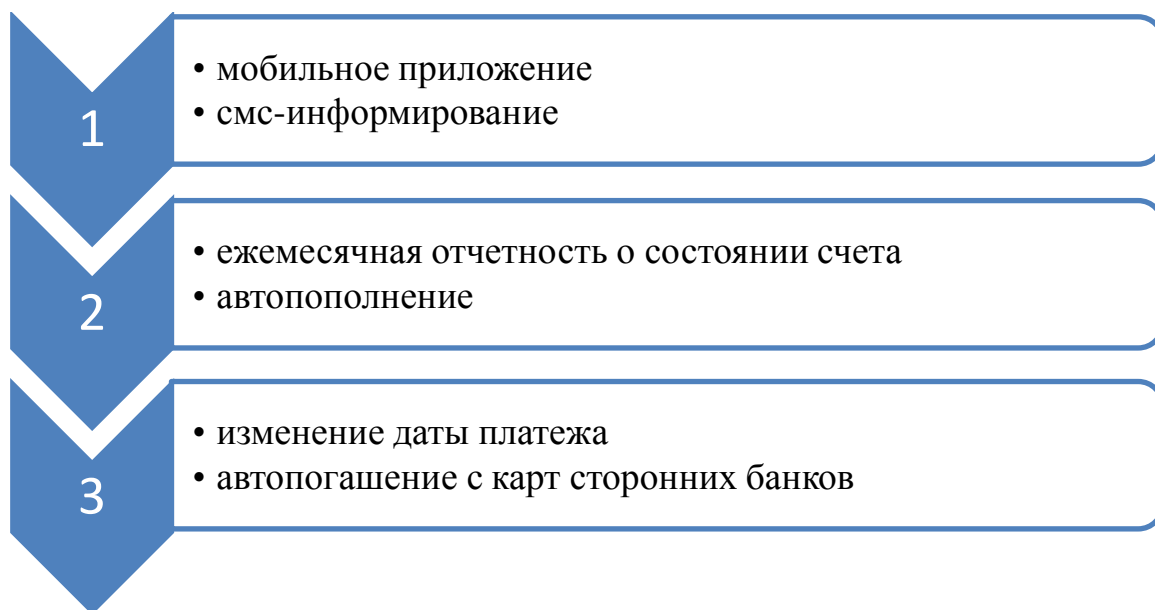 1
• мобильное приложение
• смс-информирование
2
• ежемесячная отчетность о состоянии счета
• автопополнение
3
• изменение даты платежа
• автопогашение с карт сторонних банков